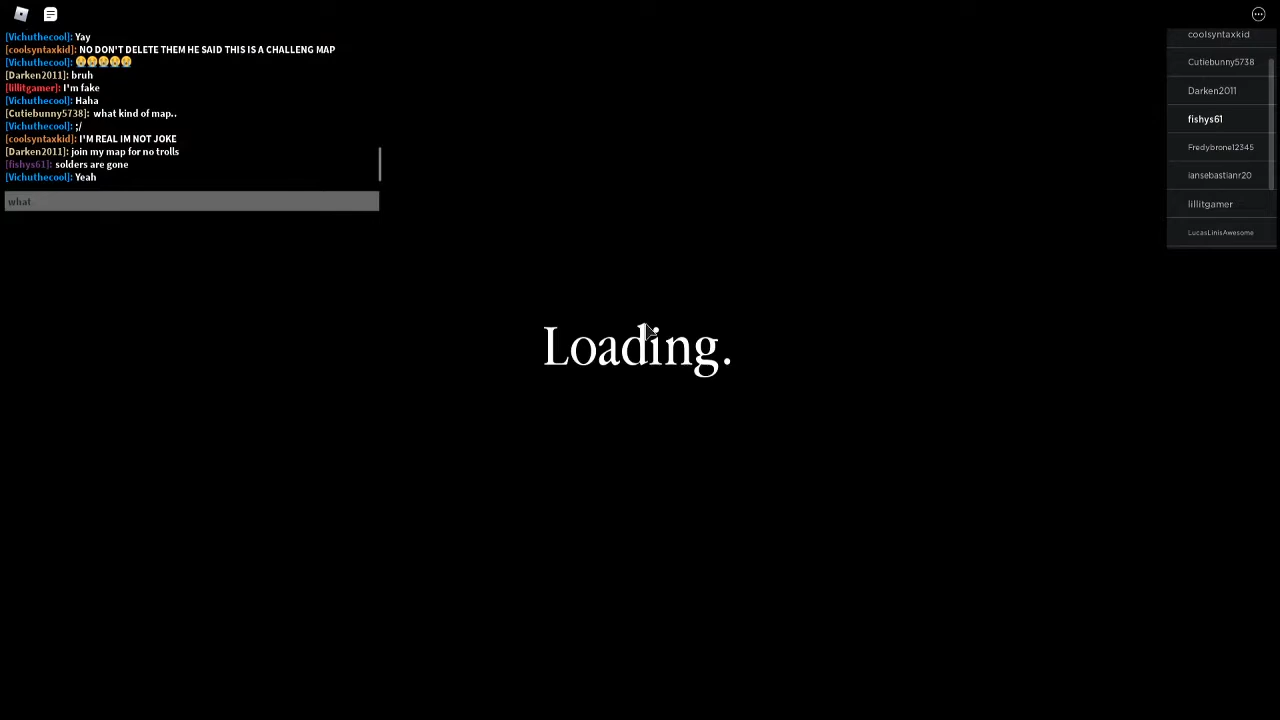 [Vichuthecool]: Yay
[coolsyntaxkid]: NO DON'T DELETE THEM HE SAID THIS IS A CHALLENG MAP
[Vichuthecool]: 😢😢😢😢😢
[Darken2011]: bruh
[lillitgamer]: I'm fake
[Vichuthecool]: Haha
[Cutiebunny5738]: what kind of map..
[Vichuthecool]: ;/
[coolsyntaxkid]: I'M REAL IM NOT JOKE
[Darken2011]: join my map for no trolls
[fishys61]: solders are gone
[Vichuthecool]: Yeah
what
coolsyntaxkid
Cutiebunny5738
Darken2011
fishys61
Fredybrone12345
iansebastianr20
lillitgamer
LucasLinisAwesome
Loading.